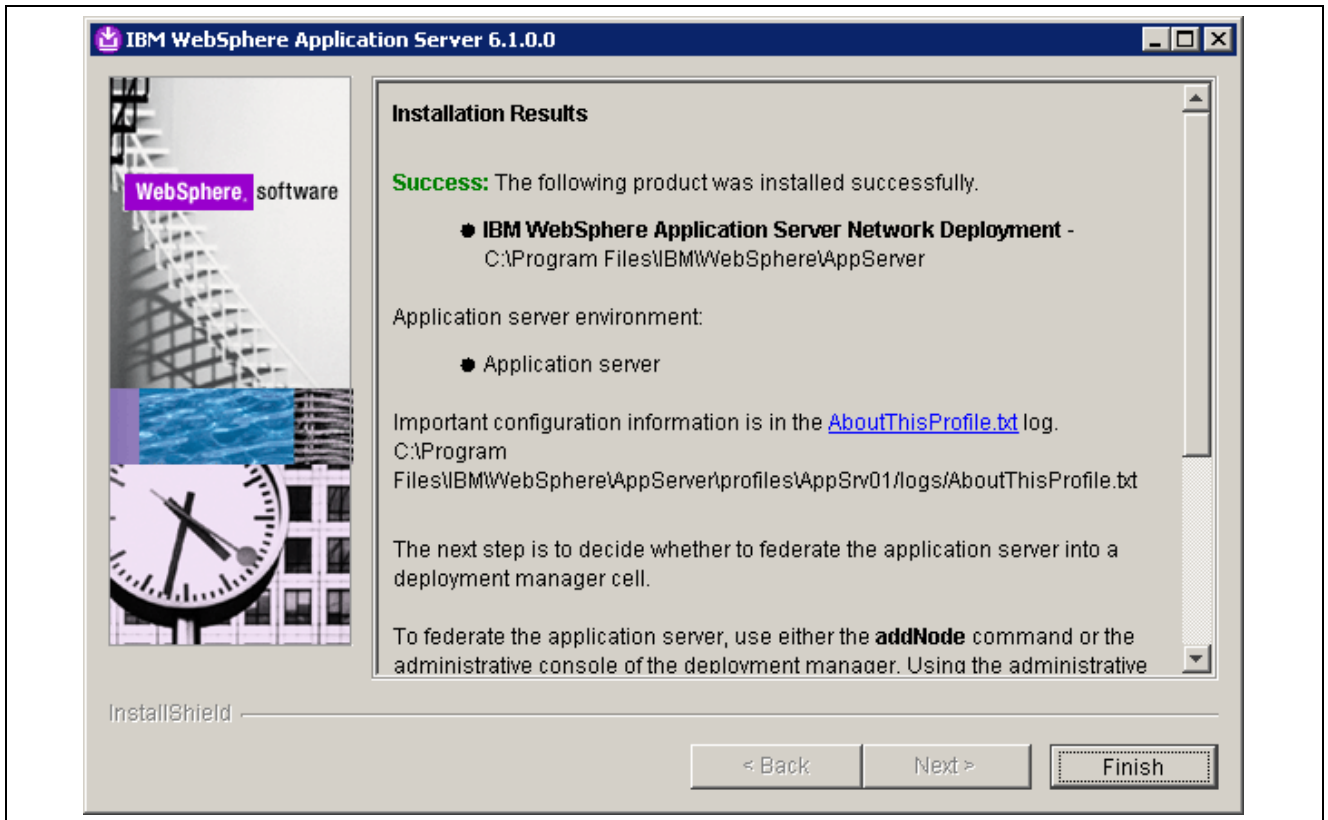 IBM WebSphere Application Server 6.1.0.0
WebSphere. software
Installation Results
Success: The following product was installed successfully.
IBM WebSphere Application Server Network Deployment -
C:\Program Files\IBM\WebSphere\AppServer
Application server environment:
Application server
Important configuration information is in the AboutThisProfile.txt log.
C:\Program
Files\IBM\WebSphere\AppServer\profiles\AppSrv01/logs/AboutThisProfile.txt
The next step is to decide whether to federate the application server into a
deployment manager cell.
To federate the application server, use either the addNode command or the
administrative console of the deployment manager. Using the administrative
InstallShield
< Back
Next >
Finish